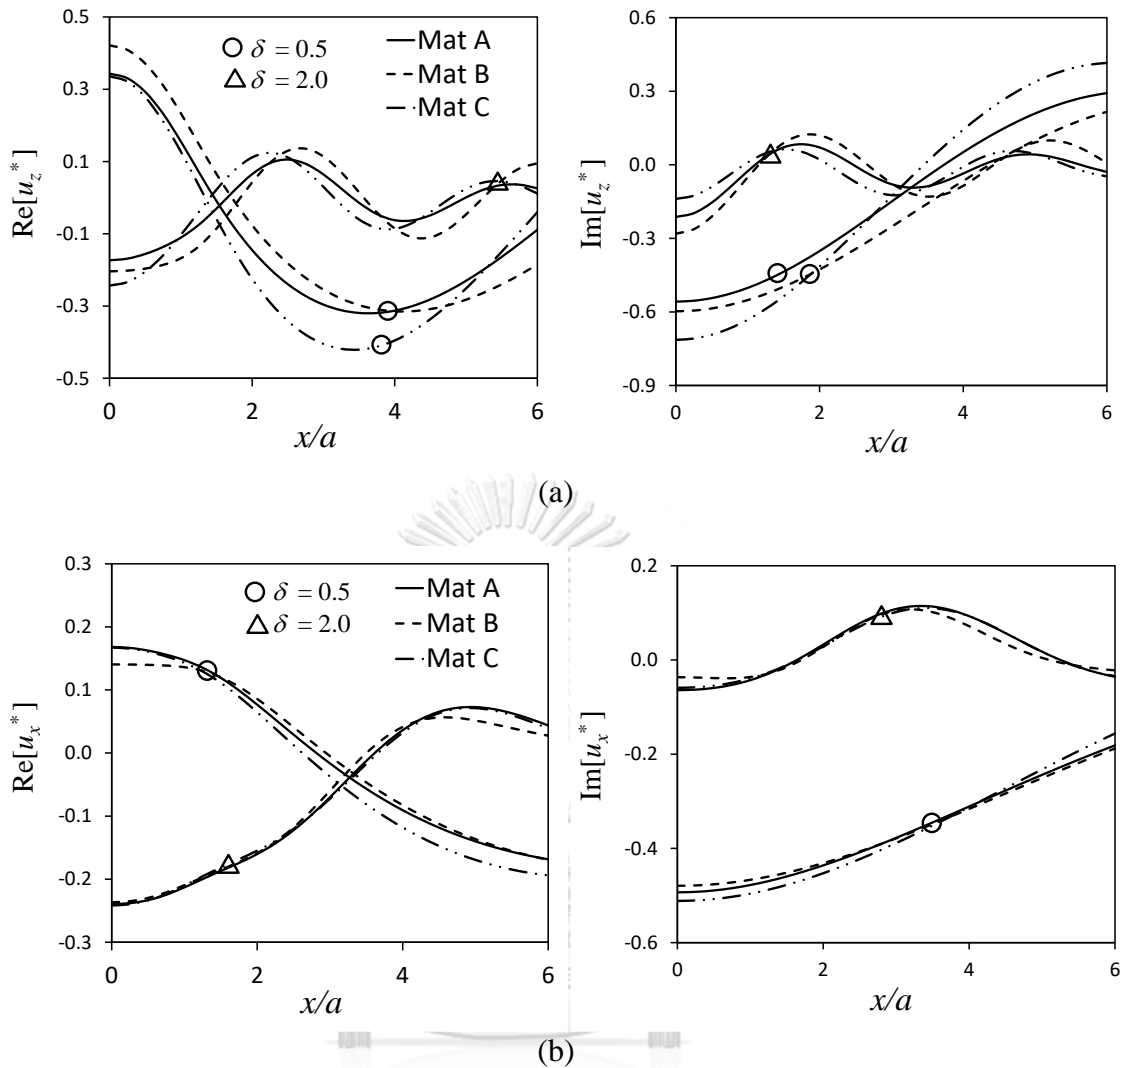 Re[u_z^*]
0.5
0.3
0.1
-0.1
-0.3
-0.5
δ = 0.5
δ = 2.0
Mat A
Mat B
Mat C
0 2 4 6
x/a
Im[u_z^*]
0.6
0.3
0.0
-0.3
-0.6
-0.9
0 2 4 6
x/a
(a)
Re[u_x^*]
0.3
0.2
0.1
0.0
-0.1
-0.2
-0.3
δ = 0.5
δ = 2.0
Mat A
Mat B
Mat C
0 2 4 6
x/a
Im[u_x^*]
0.2
0.0
-0.2
-0.4
-0.6
0 2 4 6
x/a
(b)